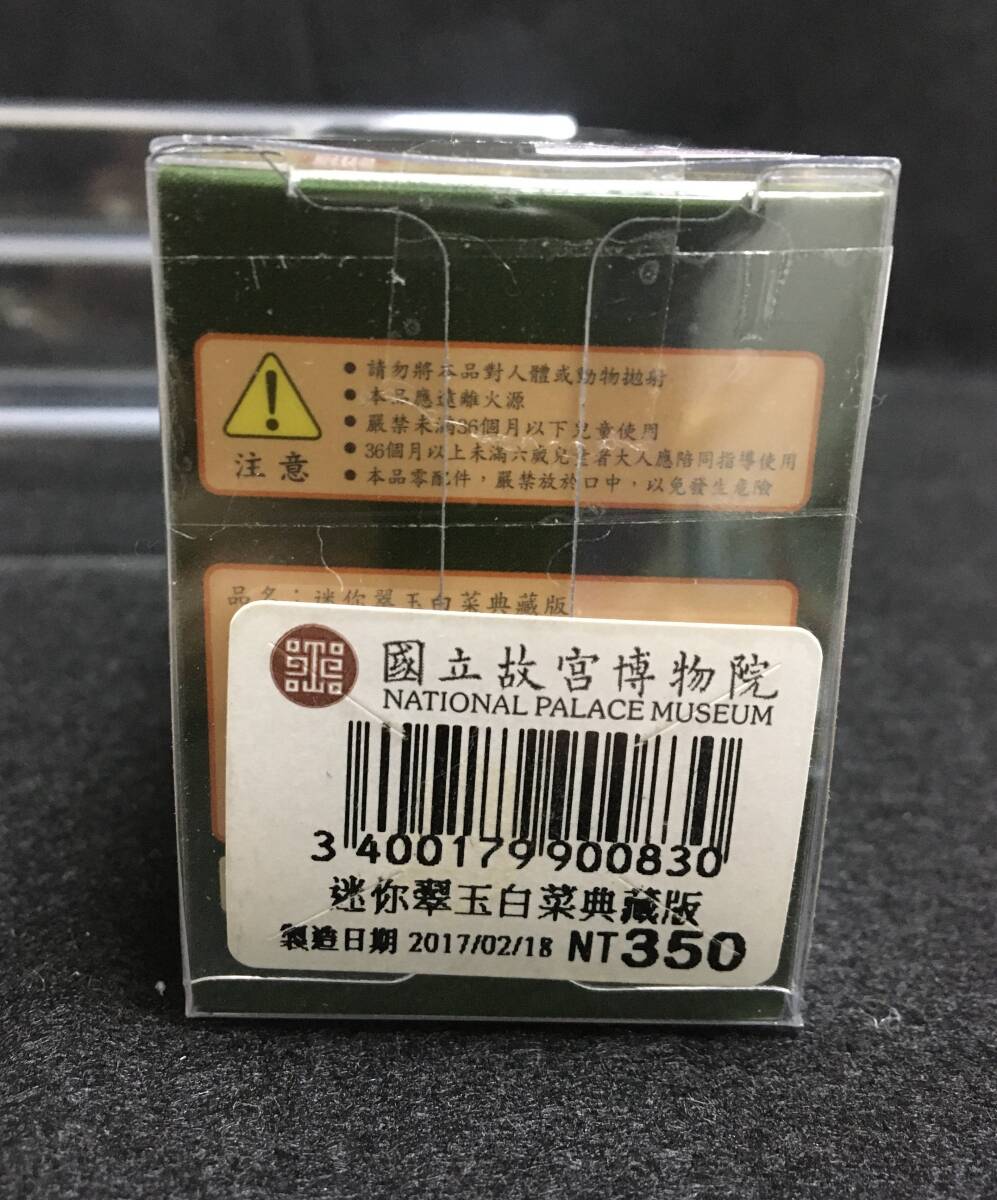 請勿將本品對人體或動物拋射
本品應遠離火源
嚴禁未滿36個月以下兒童使用
36個月以上未滿六歲兒童者大人應陪同指導使用
本品零配件，嚴禁放於口中，以免發生危險
注意
品名：迷你翠玉白菜典藏版
國立故宮博物院
NATIONAL PALACE MUSEUM
3 400179 900830
迷你翠玉白菜典藏版
製造日期 2017/02/18 NT350